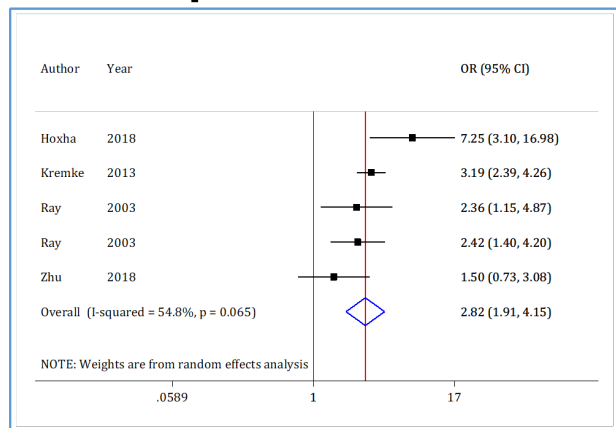 Author Year OR (95% CI)
Hoxha 2018 7.25 (3.10, 16.98)
Kremke 2013 3.19 (2.39, 4.26)
Ray 2003 2.36 (1.15, 4.87)
Ray 2003 2.42 (1.40, 4.20)
Zhu 2018 1.50 (0.73, 3.08)
Overall (I-squared = 54.8%, p = 0.065) 2.82 (1.91, 4.15)
NOTE: Weights are from random effects analysis
.0589 1 17